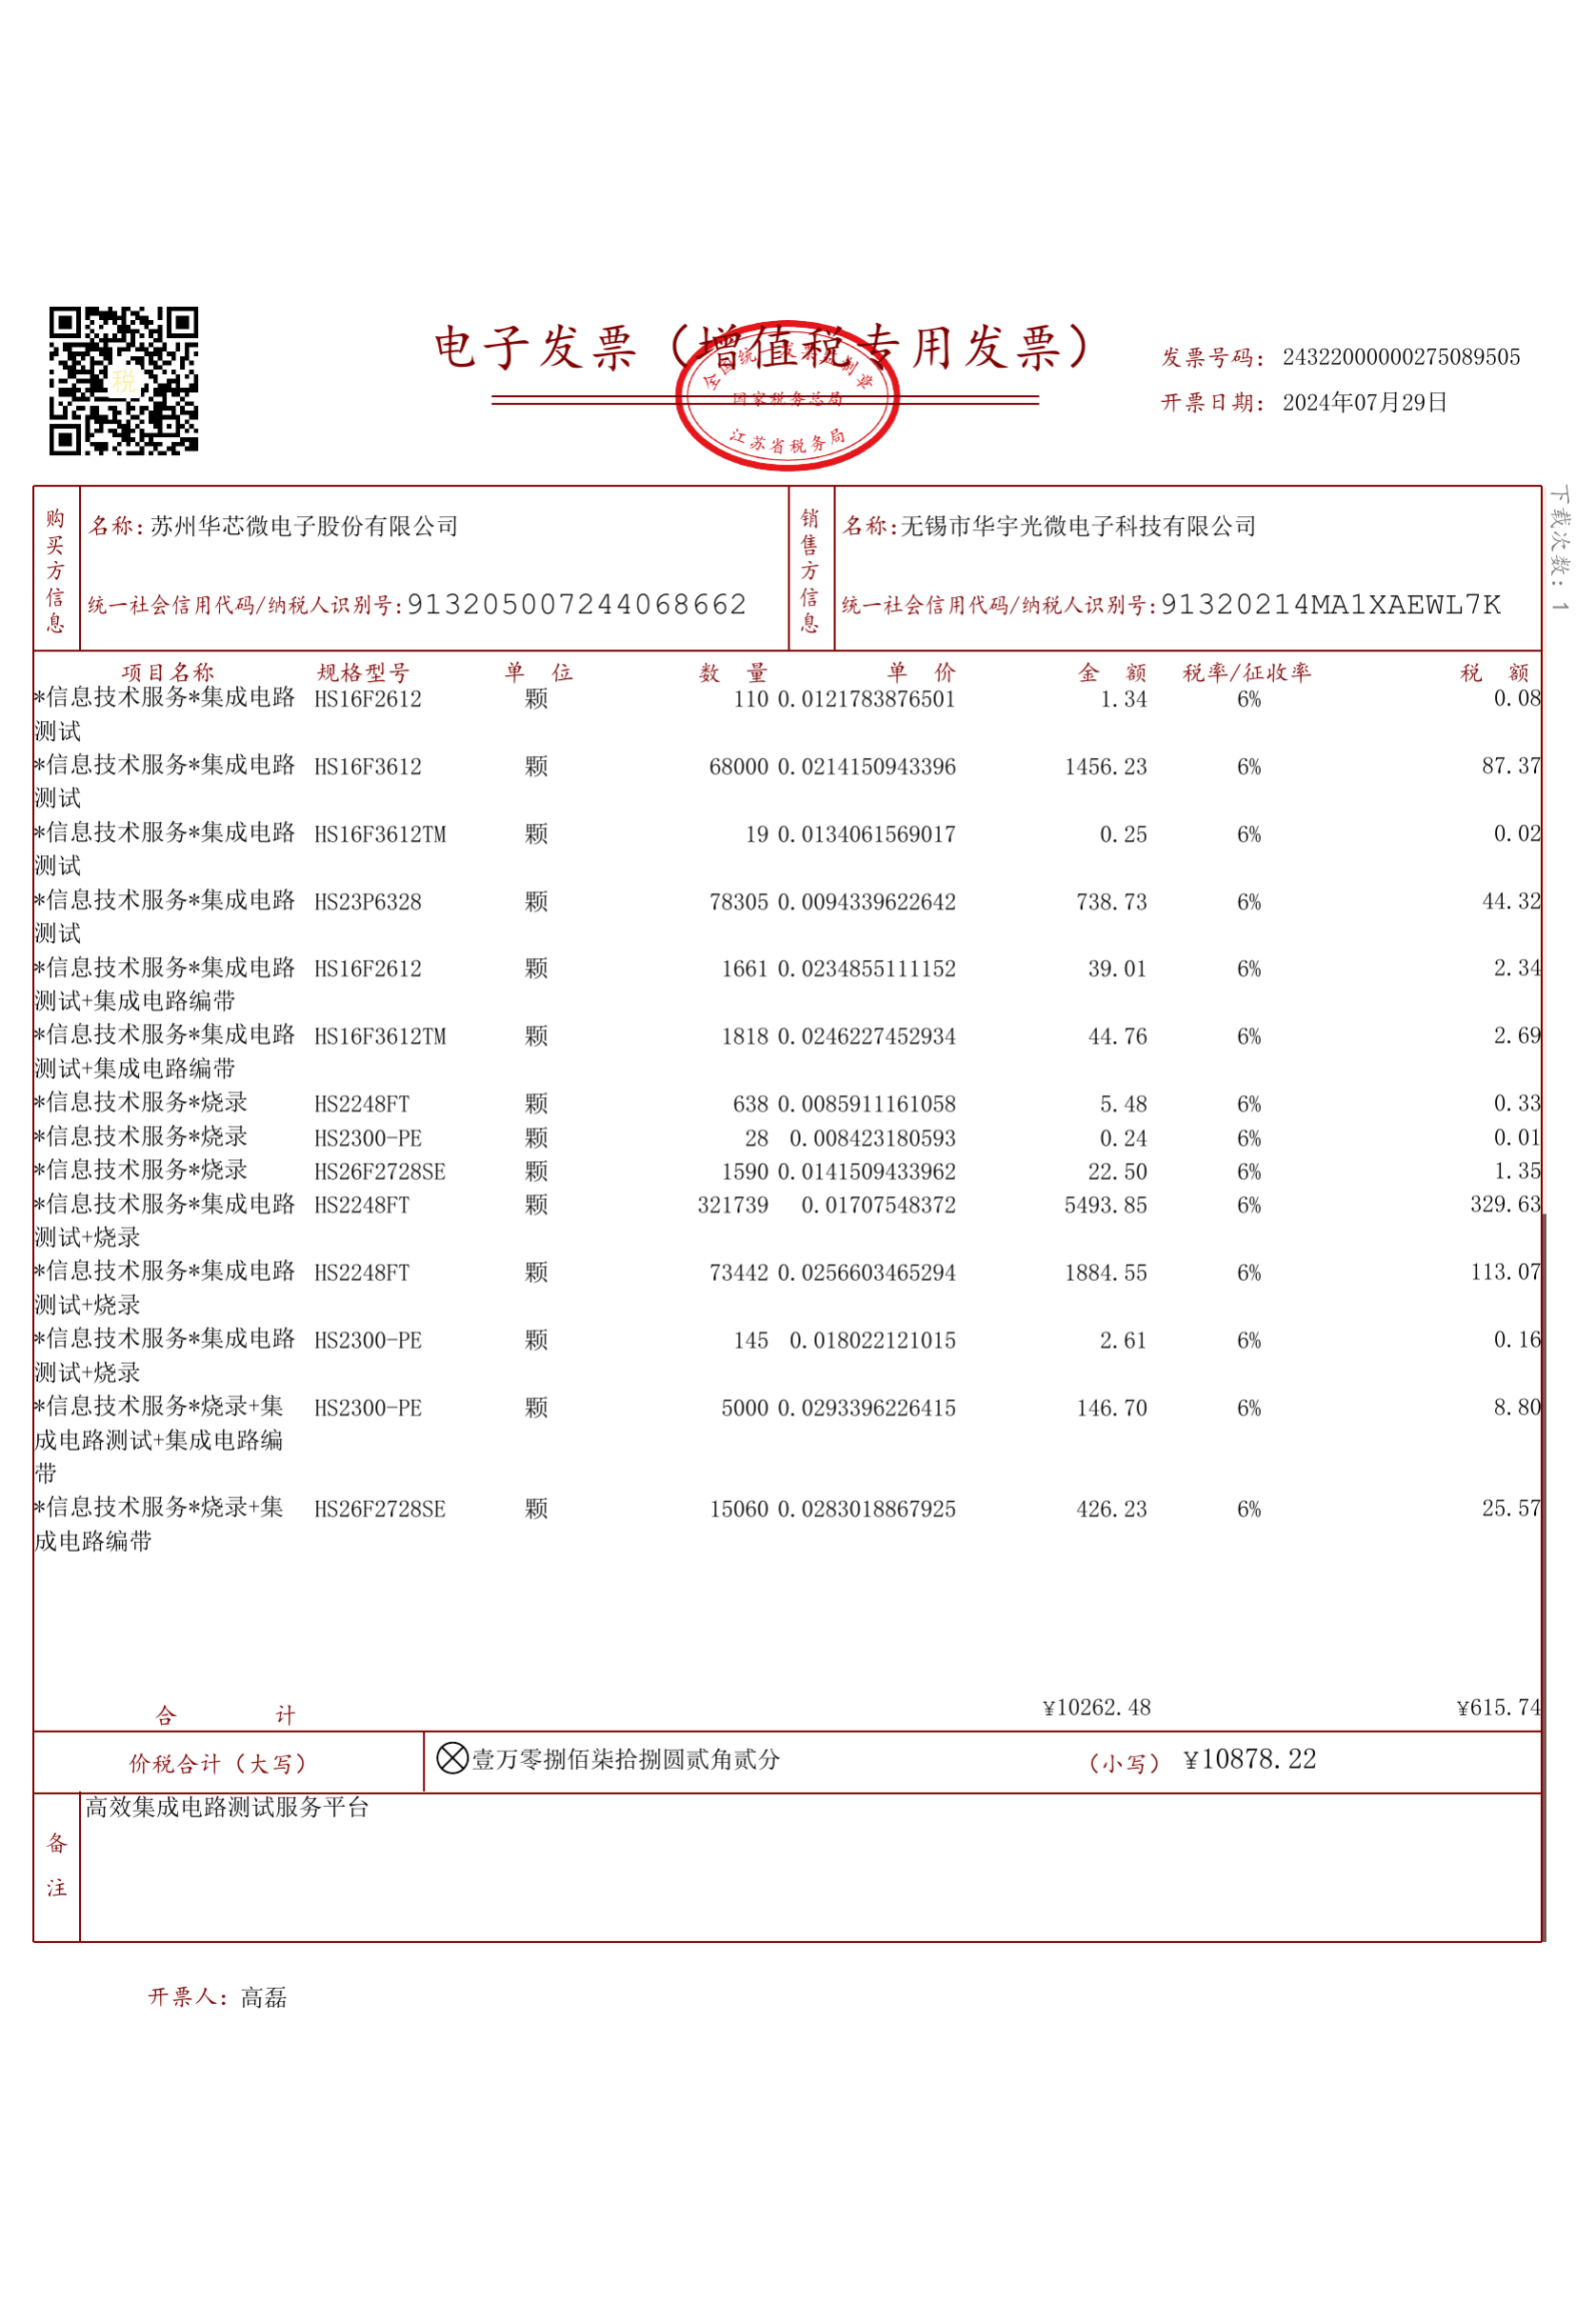 电子发票（增值税专用发票）
全国统一发票监制章
国家税务总局
江苏省税务局
税
发票号码：24322000000275089505
开票日期：2024年07月29日
下载次数：1
购买方信息
名称：苏州华芯微电子股份有限公司
统一社会信用代码/纳税人识别号：913205007244068662
销售方信息
名称：无锡市华宇光微电子科技有限公司
统一社会信用代码/纳税人识别号：91320214MA1XAEWL7K
项目名称 规格型号 单 位 数 量 单 价 金 额 税率/征收率 税 额
*信息技术服务*集成电路 HS16F2612 颗 110 0.0121783876501 1.34 6% 0.08
测试
*信息技术服务*集成电路 HS16F3612 颗 68000 0.0214150943396 1456.23 6% 87.37
测试
*信息技术服务*集成电路 HS16F3612TM 颗 19 0.0134061569017 0.25 6% 0.02
测试
*信息技术服务*集成电路 HS23P6328 颗 78305 0.0094339622642 738.73 6% 44.32
测试
*信息技术服务*集成电路 HS16F2612 颗 1661 0.0234855111152 39.01 6% 2.34
测试+集成电路编带
*信息技术服务*集成电路 HS16F3612TM 颗 1818 0.0246227452934 44.76 6% 2.69
测试+集成电路编带
*信息技术服务*烧录 HS2248FT 颗 638 0.0085911161058 5.48 6% 0.33
*信息技术服务*烧录 HS2300-PE 颗 28 0.008423180593 0.24 6% 0.01
*信息技术服务*烧录 HS26F2728SE 颗 1590 0.0141509433962 22.50 6% 1.35
*信息技术服务*集成电路 HS2248FT 颗 321739 0.01707548372 5493.85 6% 329.63
测试+烧录
*信息技术服务*集成电路 HS2248FT 颗 73442 0.0256603465294 1884.55 6% 113.07
测试+烧录
*信息技术服务*集成电路 HS2300-PE 颗 145 0.018022121015 2.61 6% 0.16
测试+烧录
*信息技术服务*烧录+集 HS2300-PE 颗 5000 0.0293396226415 146.70 6% 8.80
成电路测试+集成电路编
带
*信息技术服务*烧录+集 HS26F2728SE 颗 15060 0.0283018867925 426.23 6% 25.57
成电路编带
合 计 ¥10262.48 ¥615.74
价税合计（大写） 壹万零捌佰柒拾捌圆贰角贰分 （小写） ¥10878.22
备注
高效集成电路测试服务平台
开票人：高磊